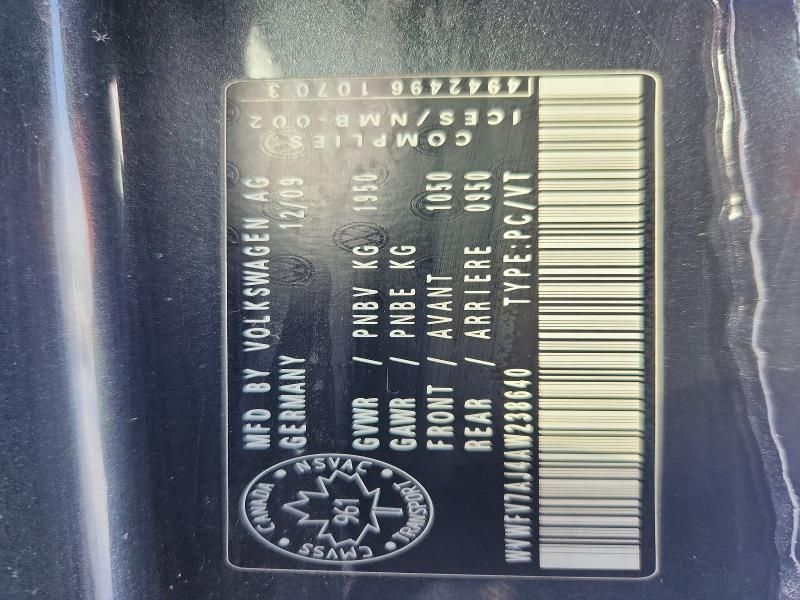 MFD BY VOLKSWAGEN AG
GERMANY 12/09
GVWR / PNBV KG 1950
GAWR / PNBE KG
FRONT / AVANT 1050
REAR / ARRIERE 0950
WVWFV7AJ4AW238640 TYPE:PC/VT
CANADA NSVAC
961
CMVSS TRANSPORT
COMPLIES
ICES/NMB-002
4942496 1070 3